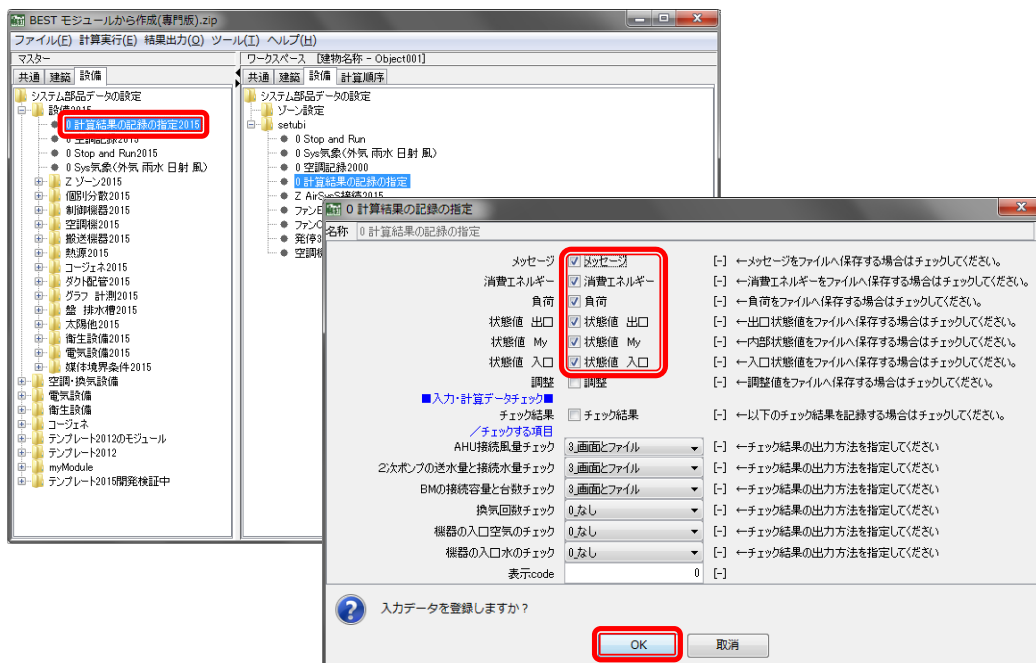 BEST モジュールから作成(専門版).zip
ファイル(F) 計算実行(E) 結果出力(O) ツール(T) ヘルプ(H)
マスター
共通 建築 設備
システム部品データの設定
設備2015
0 計算結果の記録の指定2015
0 空調記録2015
0 Stop and Run2015
0 Sys気象(外気 雨水 日射 風)
Z ゾーン2015
個別分散2015
制御機器2015
空調機2015
搬送機器2015
熱源2015
コージェネ2015
ダクト配管2015
グラフ 計測2015
盤 排水槽2015
太陽他2015
衛生設備2015
電気設備2015
媒体境界条件2015
空調・換気設備
電気設備
衛生設備
コージェネ
テンプレート2012のモジュール
テンプレート2012
myModule
テンプレート2015開発検証中
ワークスペース [建物名称 - Object001]
共通 建築 設備 計算順序
システム部品データの設定
ゾーン設定
setubi
0 Stop and Run
0 Sys気象(外気 雨水 日射 風)
0 空調記録2000
0 計算結果の記録の指定
Z AirSysS接続2015
ファンE
ファンO
発停3
空調機
0 計算結果の記録の指定
名称 0 計算結果の記録の指定
メッセージ メッセージ [-] ←メッセージをファイルへ保存する場合はチェックしてください。
消費エネルギー 消費エネルギー [-] ←消費エネルギーをファイルへ保存する場合はチェックしてください。
負荷 負荷 [-] ←負荷をファイルへ保存する場合はチェックしてください。
状態値 出口 状態値 出口 [-] ←出口状態値をファイルへ保存する場合はチェックしてください。
状態値 My 状態値 My [-] ←内部状態値をファイルへ保存する場合はチェックしてください。
状態値 入口 状態値 入口 [-] ←入口状態値をファイルへ保存する場合はチェックしてください。
調整 調整 [-] ←調整値をファイルへ保存する場合はチェックしてください。
■入力・計算データチェック■
チェック結果 チェック結果 [-] ←以下のチェック結果を記録する場合はチェックしてください。
／チェックする項目
AHU接続風量チェック 3_画面とファイル [-] ←チェック結果の出力方法を指定してください
2次ポンプの送水量と接続水量チェック 3_画面とファイル [-] ←チェック結果の出力方法を指定してください
BMの接続容量と台数チェック 3_画面とファイル [-] ←チェック結果の出力方法を指定してください
換気回数チェック 0_なし [-] ←チェック結果の出力方法を指定してください
機器の入口空気のチェック 0_なし [-] ←チェック結果の出力方法を指定してください
機器の入口水のチェック 0_なし [-] ←チェック結果の出力方法を指定してください
表示code 0 [-]
入力データを登録しますか？
OK 取消